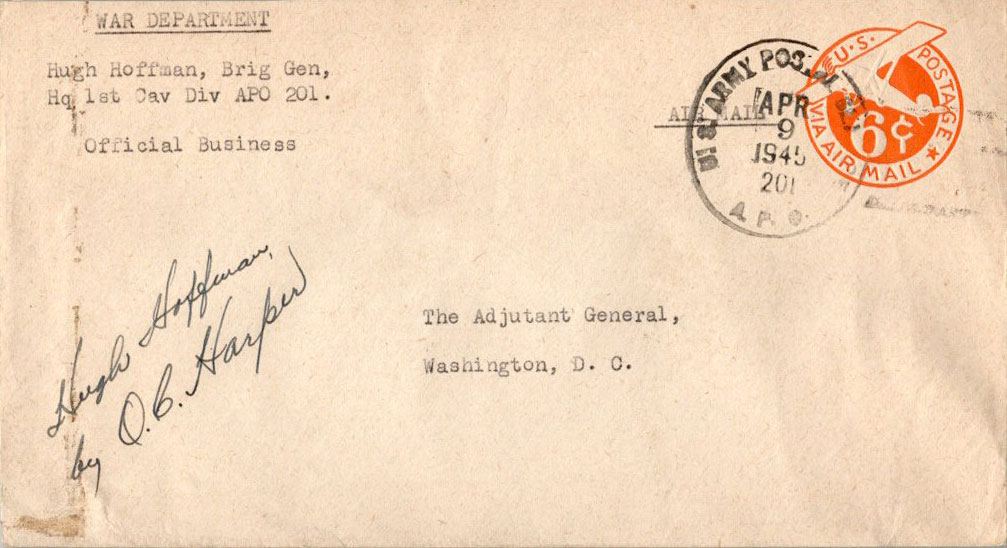 WAR DEPARTMENT
Hugh Hoffman, Brig Gen,
Hq 1st Cav Div APO 201.
Official Business
AIR MAIL
U. S. ARMY POSTAL
APR
9
1945
201
A. P. O.
U.S. POSTAGE
6¢
VIA AIR MAIL
Hugh Hoffman,
by O.C. Harper
The Adjutant General,
Washington, D. C.